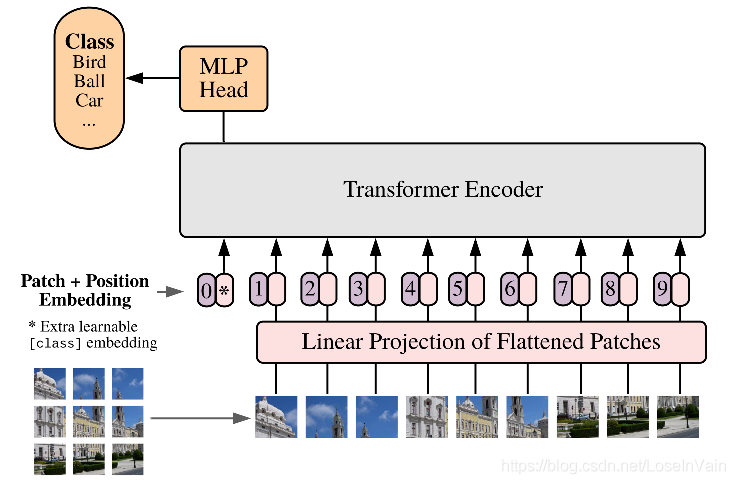 Class
Bird
Ball
Car
...
MLP
Head
Transformer Encoder
Patch + Position
Embedding
0 * 1 2 3 4 5 6 7 8 9
* Extra learnable
[class] embedding
Linear Projection of Flattened Patches
https://blog.csdn.net/LoseInVain